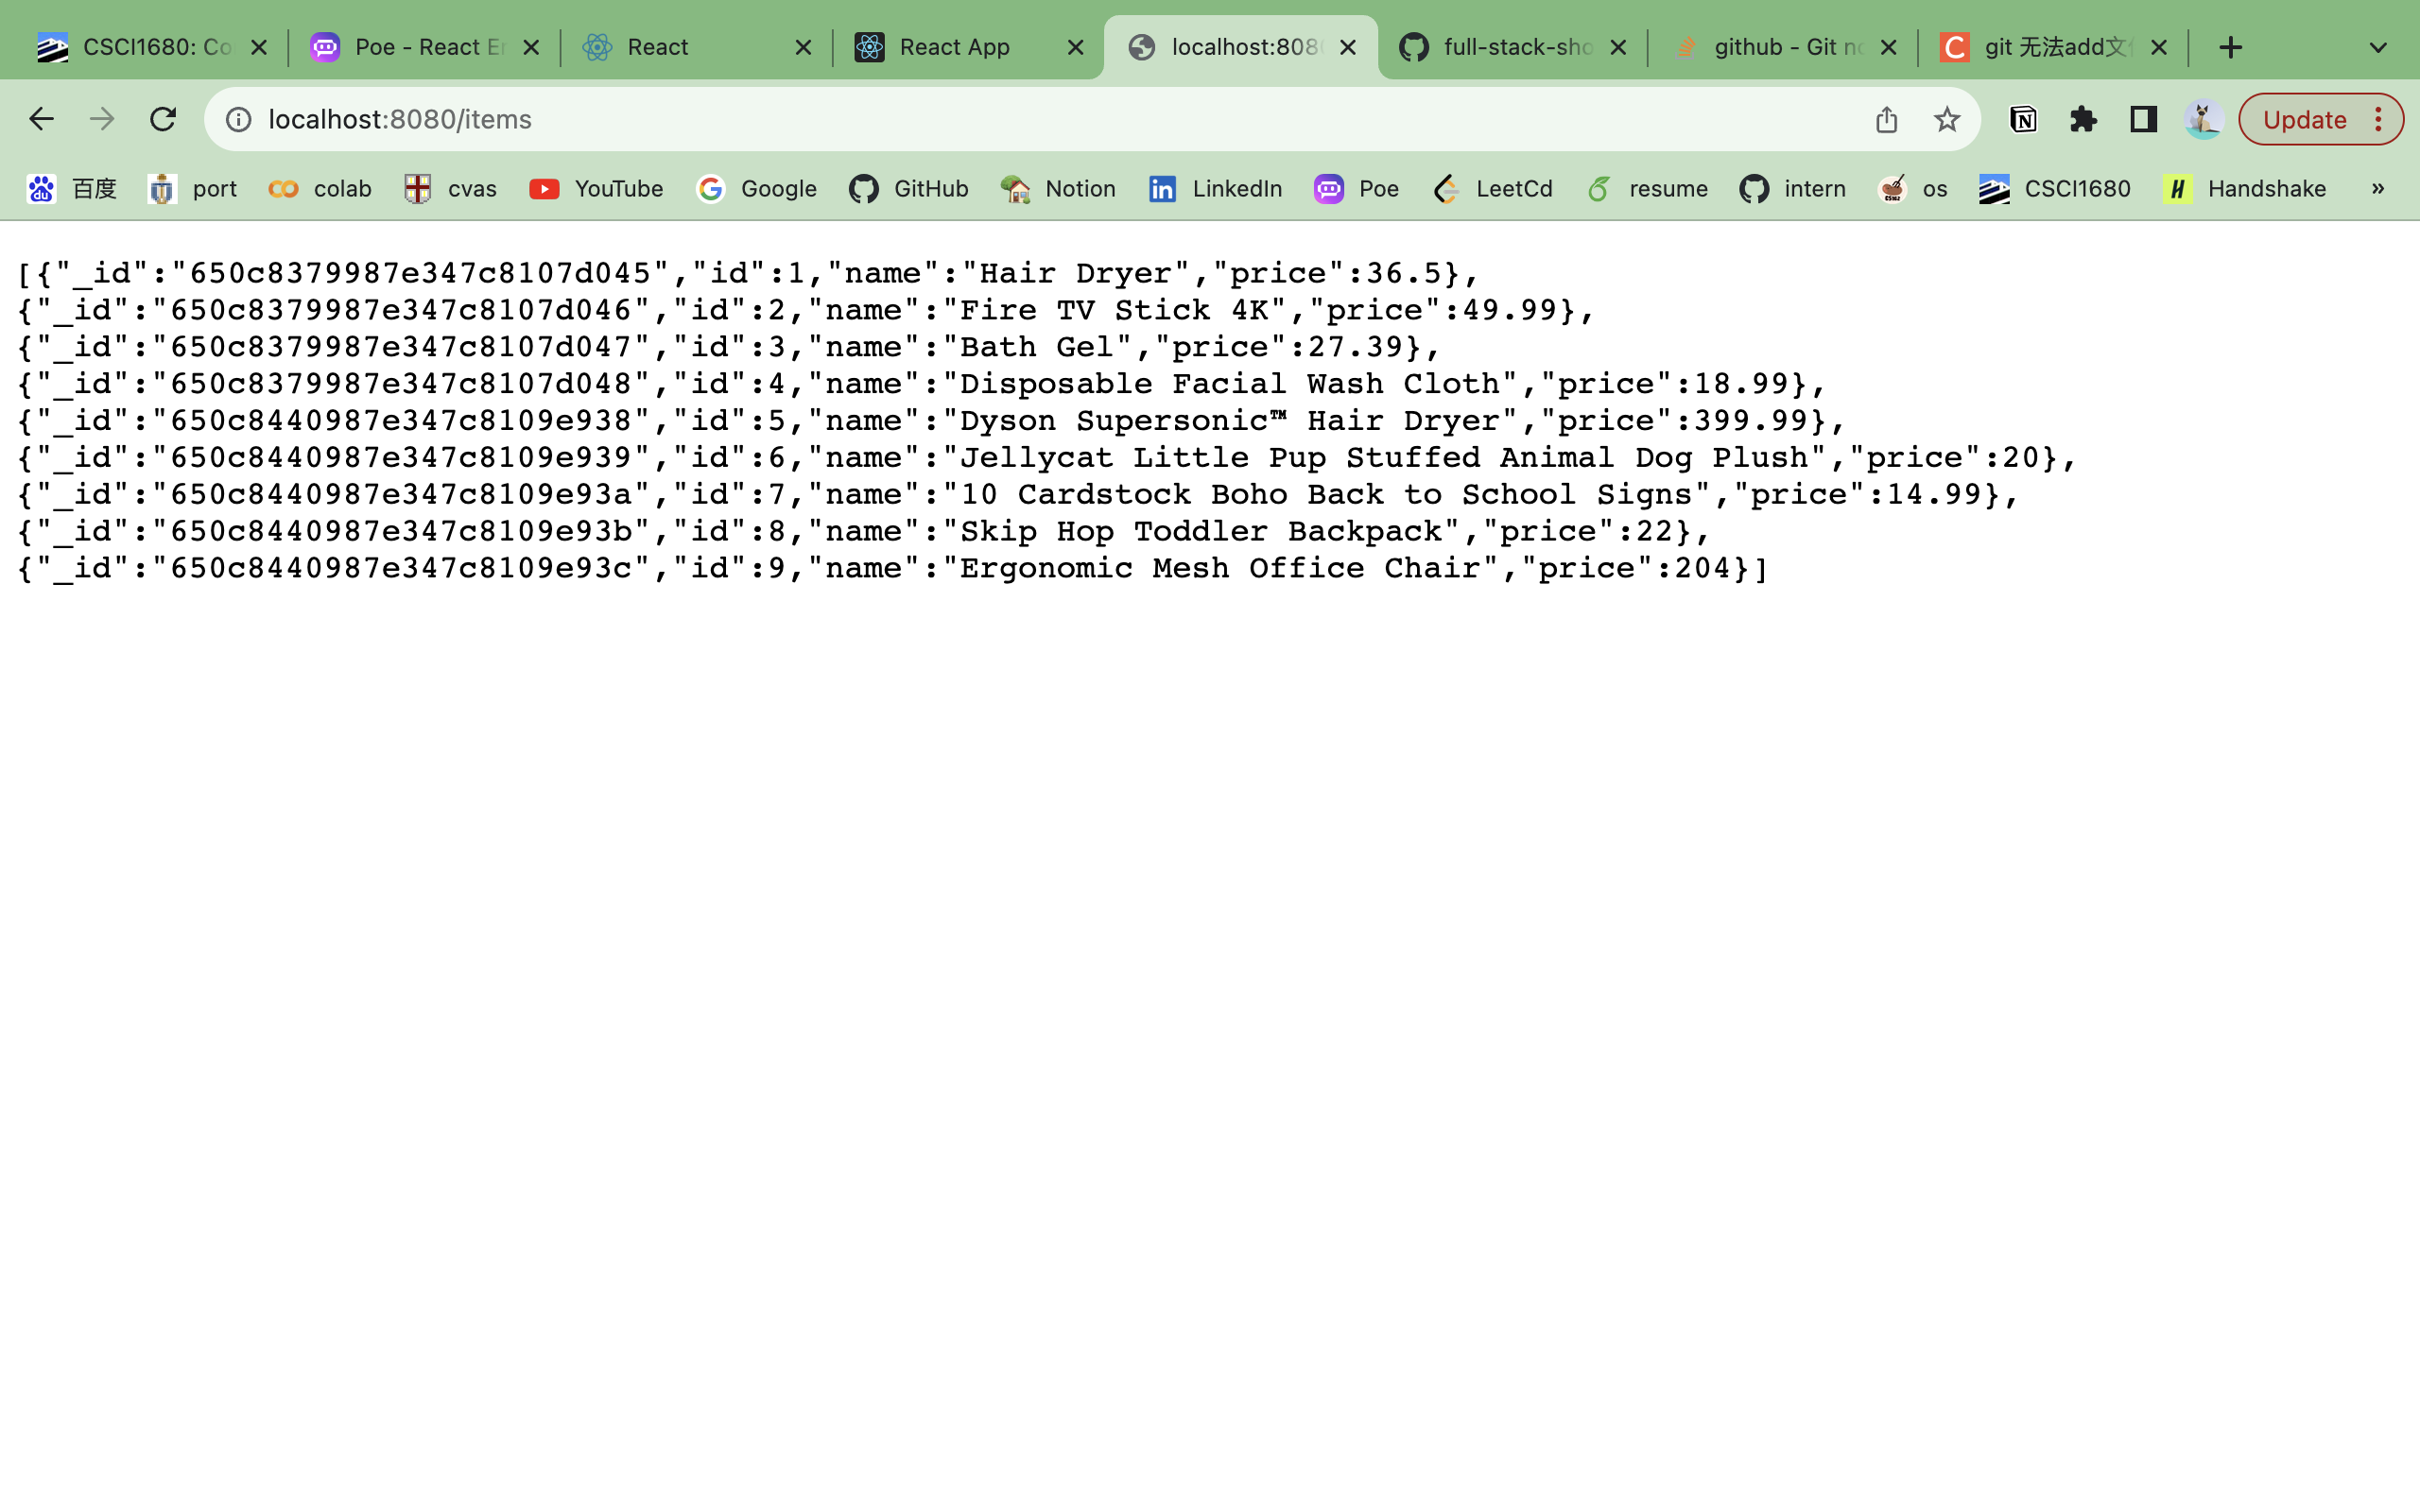 CSCI1680: Co
Poe - React Er
React
React App
localhost:808
full-stack-sho
github - Git no
git 无法add文
localhost:8080/items
Update
百度
port
colab
cvas
YouTube
Google
GitHub
Notion
LinkedIn
Poe
LeetCd
resume
intern
os
CSCI1680
Handshake
»
[{"_id":"650c8379987e347c8107d045","id":1,"name":"Hair Dryer","price":36.5},
{"_id":"650c8379987e347c8107d046","id":2,"name":"Fire TV Stick 4K","price":49.99},
{"_id":"650c8379987e347c8107d047","id":3,"name":"Bath Gel","price":27.39},
{"_id":"650c8379987e347c8107d048","id":4,"name":"Disposable Facial Wash Cloth","price":18.99},
{"_id":"650c8440987e347c8109e938","id":5,"name":"Dyson Supersonic™ Hair Dryer","price":399.99},
{"_id":"650c8440987e347c8109e939","id":6,"name":"Jellycat Little Pup Stuffed Animal Dog Plush","price":20},
{"_id":"650c8440987e347c8109e93a","id":7,"name":"10 Cardstock Boho Back to School Signs","price":14.99},
{"_id":"650c8440987e347c8109e93b","id":8,"name":"Skip Hop Toddler Backpack","price":22},
{"_id":"650c8440987e347c8109e93c","id":9,"name":"Ergonomic Mesh Office Chair","price":204}]